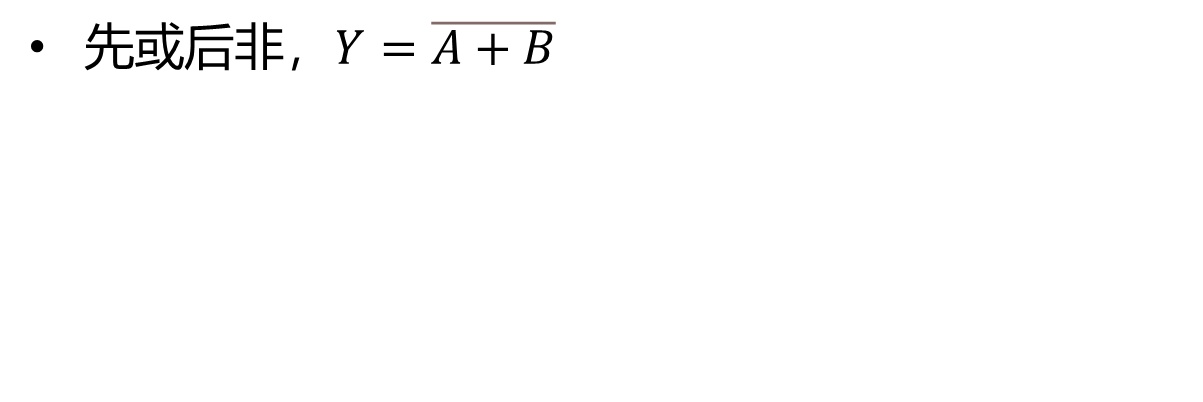 • 先或后非，$Y = \overline{A + B}$